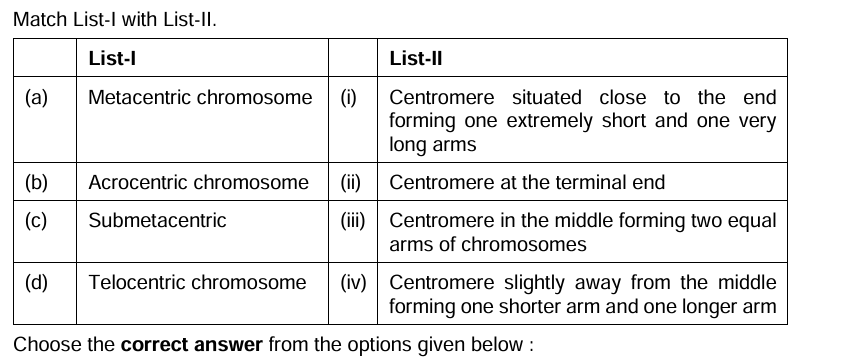 Match List-I with List-II.
List-I List-II
(a) Metacentric chromosome (i) Centromere situated close to the end
forming one extremely short and one very
long arms
(b) Acrocentric chromosome (ii) Centromere at the terminal end
(c) Submetacentric (iii) Centromere in the middle forming two equal
arms of chromosomes
(d) Telocentric chromosome (iv) Centromere slightly away from the middle
forming one shorter arm and one longer arm
Choose the correct answer from the options given below :